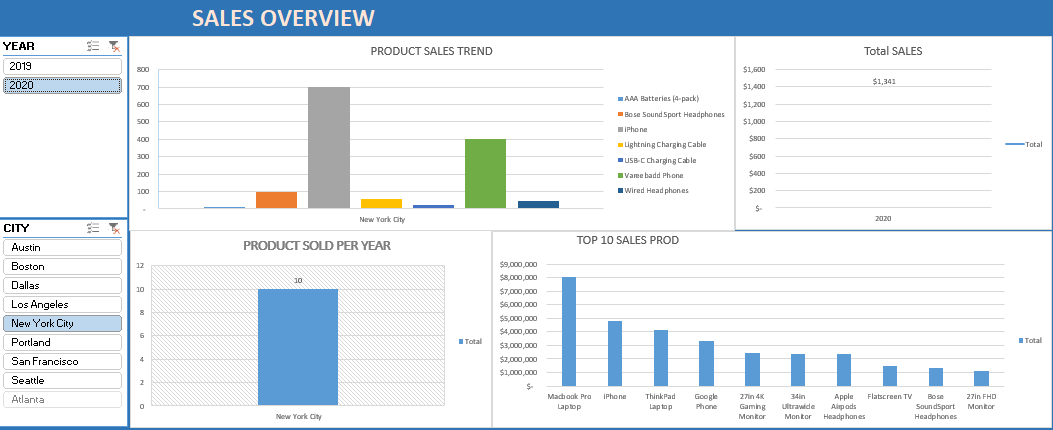 SALES OVERVIEW
YEAR
2019
2020
CITY
Austin
Boston
Dallas
Los Angeles
New York City
Portland
San Francisco
Seattle
Atlanta
PRODUCT SALES TREND
800
700
600
500
400
300
200
100
-
New York City
AAA Batteries (4-pack)
Bose SoundSport Headphones
iPhone
Lightning Charging Cable
USB-C Charging Cable
Vareebadd Phone
Wired Headphones
Total SALES
$1,600
$1,400
$1,200
$1,000
$800
$600
$400
$200
$-
$1,341
2020
Total
PRODUCT SOLD PER YEAR
12
10
8
6
4
2
0
10
New York City
Total
TOP 10 SALES PROD
$9,000,000
$8,000,000
$7,000,000
$6,000,000
$5,000,000
$4,000,000
$3,000,000
$2,000,000
$1,000,000
$-
Macbook Pro
Laptop
iPhone
ThinkPad
Laptop
Google
Phone
27in 4K
Gaming
Monitor
34in
Ultrawide
Monitor
Apple
Airpods
Headphones
Flatscreen TV
Bose
SoundSport
Headphones
27in FHD
Monitor
Total